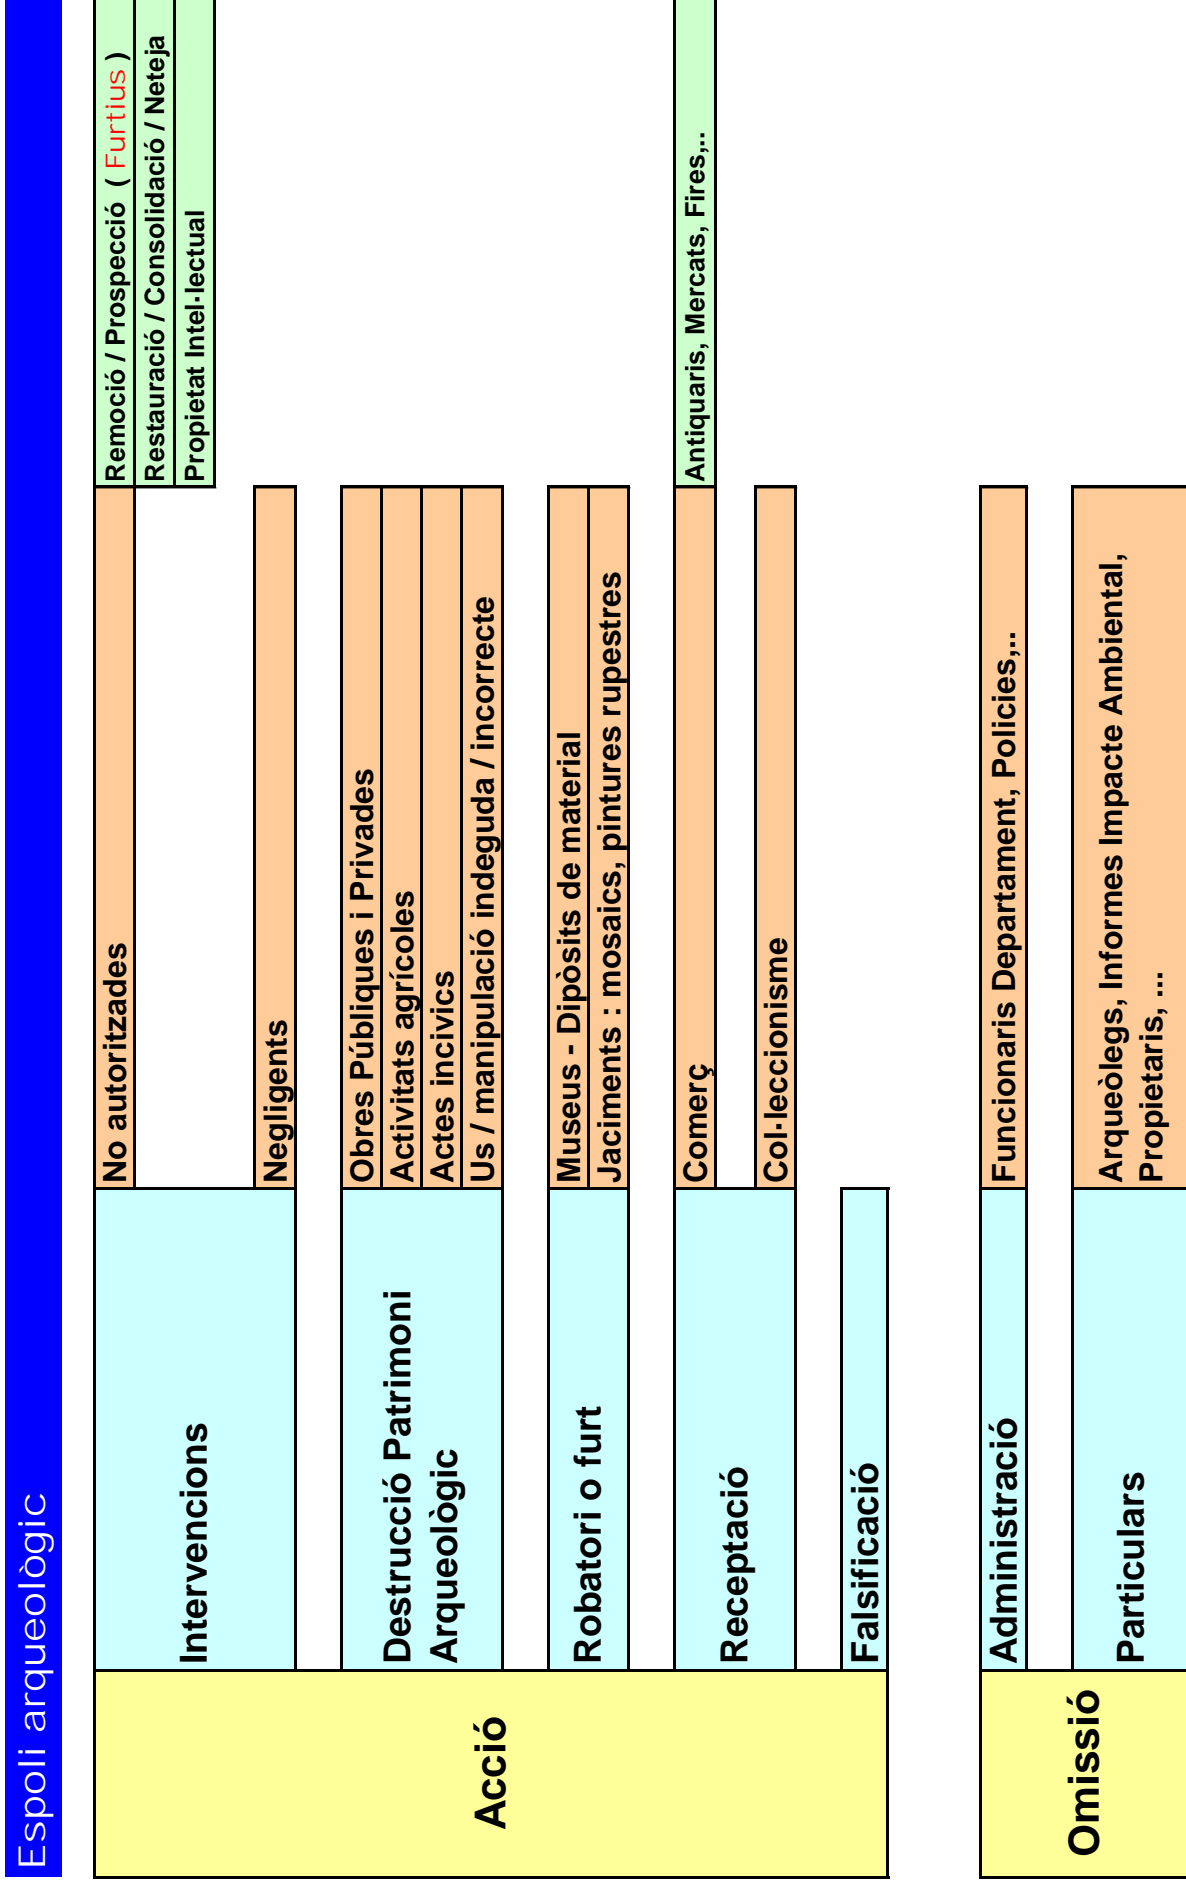 Espoli arqueològic
Acció
Intervencions
No autoritzades
Remoció / Prospecció ( Furtius )
Restauració / Consolidació / Neteja
Propietat Intel·lectual
Negligents
Destrucció Patrimoni
Arqueològic
Obres Públiques i Privades
Activitats agrícoles
Actes incivics
Us / manipulació indeguda / incorrecte
Robatori o furt
Museus - Dipòsits de material
Jaciments : mosaics, pintures rupestres
Receptació
Comerç
Antiquaris, Mercats, Fires,..
Col·leccionisme
Falsificació
Omissió
Administració
Funcionaris Departament, Policies,..
Particulars
Arqueòlegs, Informes Impacte Ambiental,
Propietaris, ...